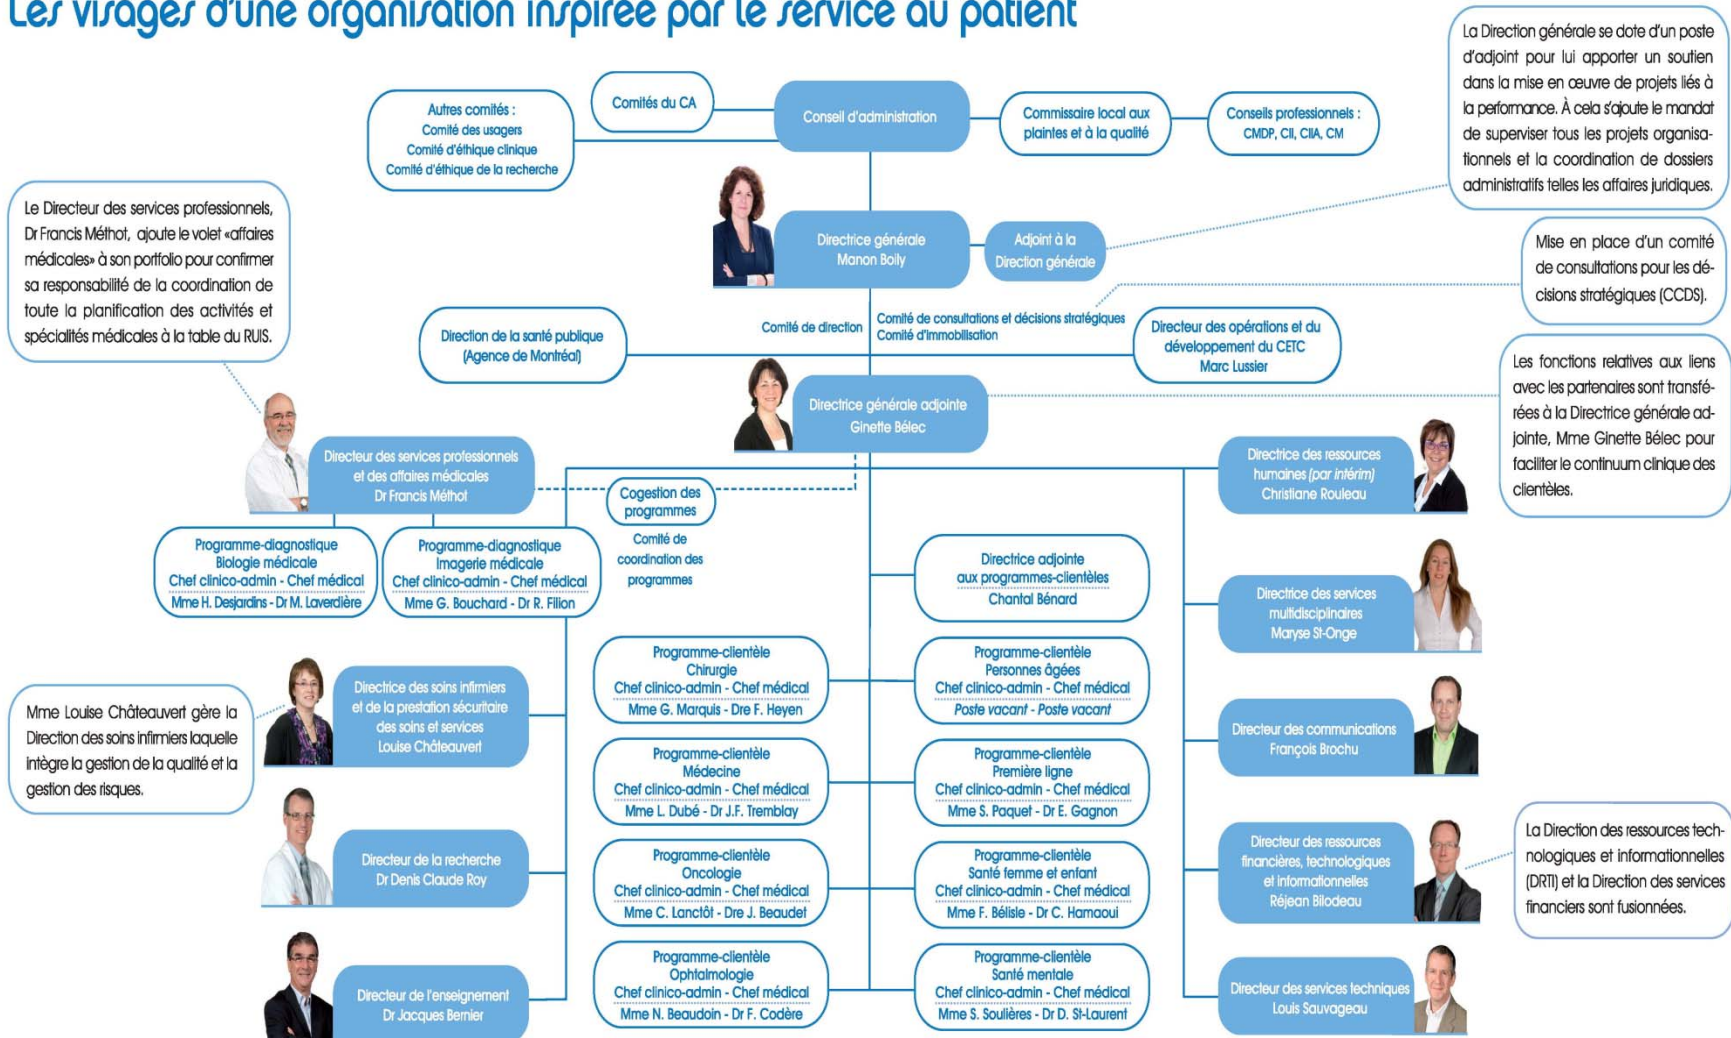 Les visages d'une organisation inspirée par le service au patient
Autres comités :
Comité des usagers
Comité d'éthique clinique
Comité d'éthique de la recherche
Comités du CA
Conseil d'administration
Commissaire local aux
plaintes et à la qualité
Conseils professionnels :
CMDP, CII, CIIA, CM
La Direction générale se dote d'un poste
d'adjoint pour lui apporter un soutien
dans la mise en œuvre de projets liés à
la performance. À cela s'ajoute le mandat
de superviser tous les projets organisa-
tionnels et la coordination de dossiers
administratifs telles les affaires juridiques.
Le Directeur des services professionnels,
Dr Francis Méthot, ajoute le volet «affaires
médicales» à son portfolio pour confirmer
sa responsabilité de la coordination de
toute la planification des activités et
spécialités médicales à la table du RUIS.
Directrice générale
Manon Boily
Adjoint à la
Direction générale
Mise en place d'un comité
de consultations pour les dé-
cisions stratégiques (CCDS).
Direction de la santé publique
(Agence de Montréal)
Comité de direction
Comité de consultations et décisions stratégiques
Comité d'immobilisation
Directeur des opérations et du
développement du CETC
Marc Lussier
Les fonctions relatives aux liens
avec les partenaires sont transfé-
rées à la Directrice générale ad-
jointe, Mme Ginette Bélec pour
faciliter le continuum clinique des
clientèles.
Directrice générale adjointe
Ginette Bélec
Directeur des services professionnels
et des affaires médicales
Dr Francis Méthot
Cogestion des
programmes
Comité de
coordination des
programmes
Directrice des ressources
humaines (par intérim)
Christiane Rouleau
Programme-diagnostique
Biologie médicale
Chef clinico-admin - Chef médical
Mme H. Desjardins - Dr M. Laverdière
Programme-diagnostique
Imagerie médicale
Chef clinico-admin - Chef médical
Mme G. Bouchard - Dr R. Filion
Directrice adjointe
aux programmes-clientèles
Chantal Bénard
Directrice des services
multidisciplinaires
Maryse St-Onge
Mme Louise Châteauvert gère la
Direction des soins infirmiers laquelle
intègre la gestion de la qualité et la
gestion des risques.
Directrice des soins infirmiers
et de la prestation sécuritaire
des soins et services
Louise Châteauvert
Programme-clientèle
Chirurgie
Chef clinico-admin - Chef médical
Mme G. Marquis - Dre F. Heyen
Programme-clientèle
Personnes âgées
Chef clinico-admin - Chef médical
Poste vacant - Poste vacant
Directeur des communications
François Brochu
Programme-clientèle
Médecine
Chef clinico-admin - Chef médical
Mme L. Dubé - Dr J.F. Tremblay
Programme-clientèle
Première ligne
Chef clinico-admin - Chef médical
Mme S. Paquet - Dr E. Gagnon
Directeur de la recherche
Dr Denis Claude Roy
Programme-clientèle
Oncologie
Chef clinico-admin - Chef médical
Mme C. Lanctôt - Dre J. Beaudet
Programme-clientèle
Santé femme et enfant
Chef clinico-admin - Chef médical
Mme F. Bélisle - Dr C. Hamaoui
Directeur des ressources
financières, technologiques
et informationnelles
Réjean Bilodeau
La Direction des ressources tech-
nologiques et informationnelles
(DRTI) et la Direction des services
financiers sont fusionnées.
Directeur de l'enseignement
Dr Jacques Bernier
Programme-clientèle
Ophtalmologie
Chef clinico-admin - Chef médical
Mme N. Beaudoin - Dr F. Codère
Programme-clientèle
Santé mentale
Chef clinico-admin - Chef médical
Mme S. Soulières - Dr D. St-Laurent
Directeur des services techniques
Louis Sauvageau